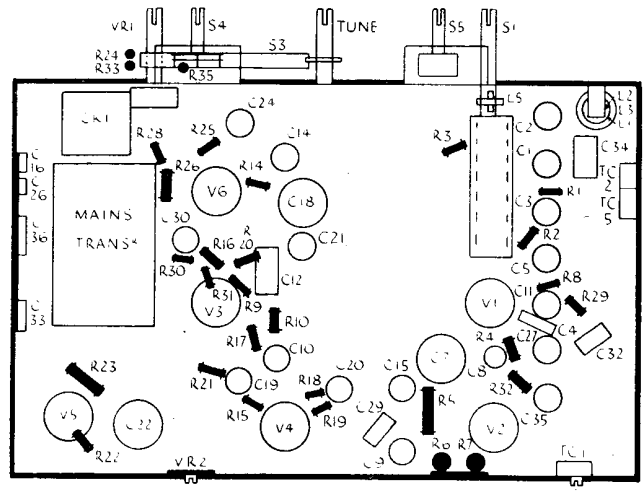 VR1
S4
TUNE
S5
S1
R24
R33
S3
R35
CR1
C24
L5
L2
L3
L1
C2
R28
R25
C14
R3
C1
C34
C
16
R26
R14
TC
2
C
26
V6
C18
R1
C3
TC
5
MAINS
TRANSR
C30
R16
R
20
C21
R2
C
36
C5
R30
C12
R8
R31
R9
V3
V1
C11
R29
C
33
R10
C4
R17
R4
C27
C32
C10
C7
C8
R23
R21
C19
C20
C15
R32
R18
R4
C35
R15
R19
V5
C22
V4
C29
V2
R22
C9
R6
R7
VR2
TC1